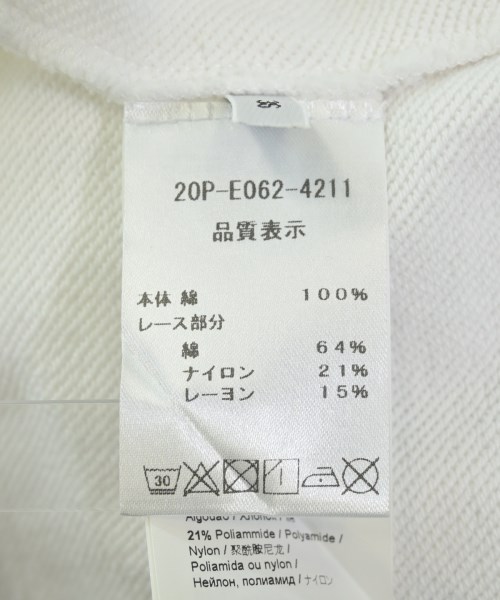 20P-E062-4211
品質表示
本体 綿 100%
レース部分
綿 64%
ナイロン 21%
レーヨン 15%
30
21% Poliammide / Polyamide /
Nylon / 聚酰胺尼龙 /
Poliamida ou nylon /
Нейлон, полиамид / ナイロン